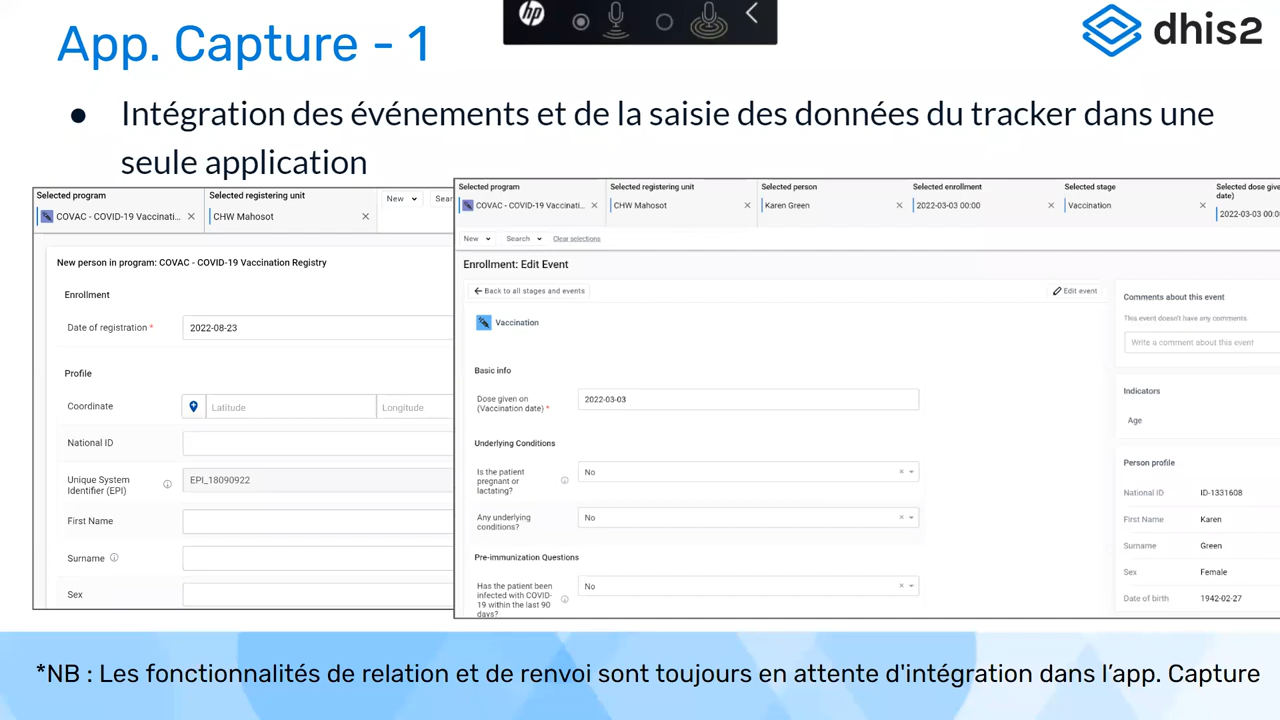 hp
App. Capture - 1
dhis2
● Intégration des événements et de la saisie des données du tracker dans une
seule application
Selected program
COVAC - COVID-19 Vaccinati...
Selected registering unit
CHW Mahosot
New
New person in program: COVAC - COVID-19 Vaccination Registry
Enrollment
Date of registration *
2022-08-23
Profile
Coordinate
Latitude
Longitude
National ID
Unique System
Identifier (EPI)
EPI_18090922
First Name
Surname
Sex
Selected program
COVAC - COVID-19 Vaccinati...
Selected registering unit
CHW Mahosot
Selected person
Karen Green
Selected enrollment
2022-03-03 00:00
Selected stage
Vaccination
Selected dose give
date)
2022-03-03 00:0
New
Search
Clear selections
Enrollment: Edit Event
Back to all stages and events
Edit event
Vaccination
Basic info
Dose given on
(Vaccination date) *
2022-03-03
Underlying Conditions
Is the patient
pregnant or
lactating?
No
Any underlying
conditions?
No
Pre-immunization Questions
Has the patient been
infected with COVID-
19 within the last 90
days?
No
Comments about this event
This event doesn't have any comments.
Write a comment about this event
Indicators
Age
Person profile
National ID
ID-1331608
First Name
Karen
Surname
Green
Sex
Female
Date of birth
1942-02-27
*NB : Les fonctionnalités de relation et de renvoi sont toujours en attente d'intégration dans l’app. Capture